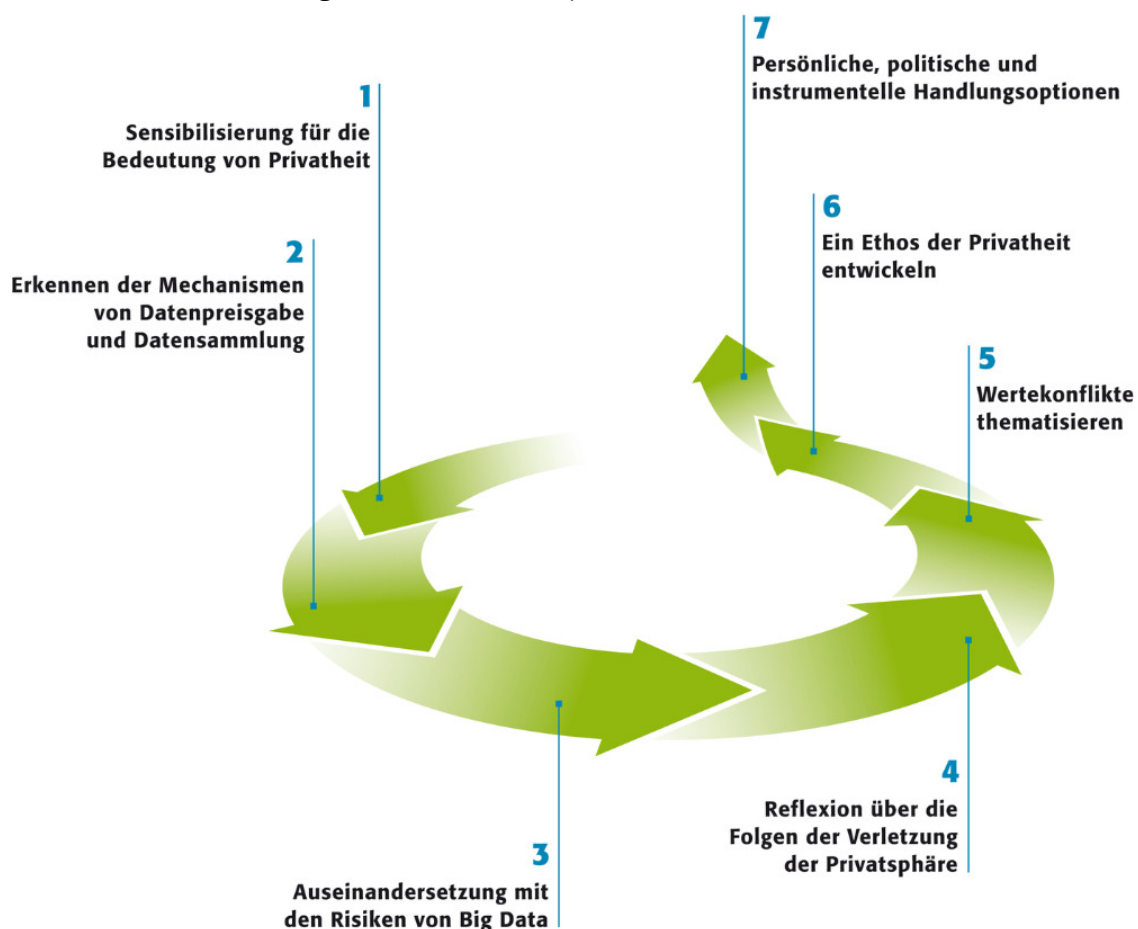 1
Sensibilisierung für die
Bedeutung von Privatheit
2
Erkennen der Mechanismen
von Datenpreisgabe
und Datensammlung
3
Auseinandersetzung mit
den Risiken von Big Data
4
Reflexion über die
Folgen der Verletzung
der Privatsphäre
5
Wertekonflikte
thematisieren
6
Ein Ethos der Privatheit
entwickeln
7
Persönliche, politische und
instrumentelle Handlungsoptionen